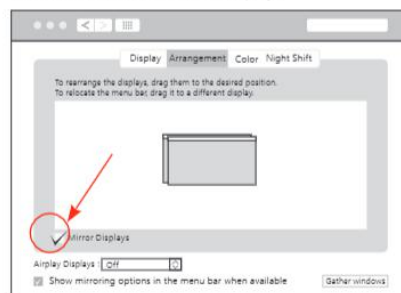 Display Arrangement Color Night Shift
To rearrange the displays, drag them to the desired position.
To relocate the menu bar, drag it to a different display.
Mirror Displays
Airplay Displays : Off
Show mirroring options in the menu bar when available Gather windows